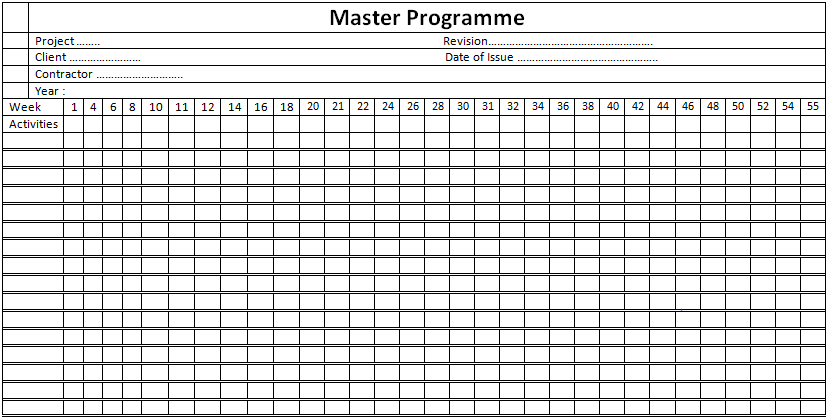 Master Programme
Project ........ Revision............................................................
Client ........................ Date of Issue ...............................................
Contractor .............................
Year :
Week 1 4 6 8 10 11 12 14 16 18 20 21 22 24 26 28 30 31 32 34 36 38 40 42 44 46 48 50 52 54 55
Activities